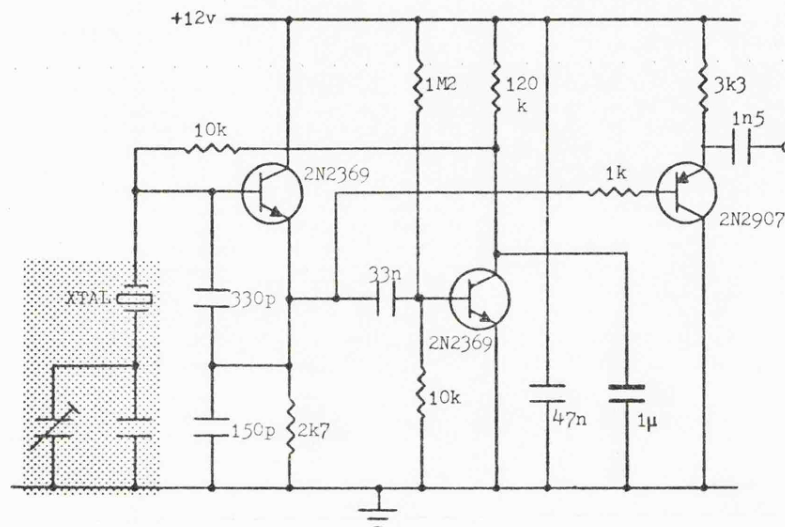 +12v
1M2
120
k
3k3
1n5
10k
2N2369
1k
2N2907
33n
XTAL
330p
2N2369
10k
150p
2k7
47n
1µ